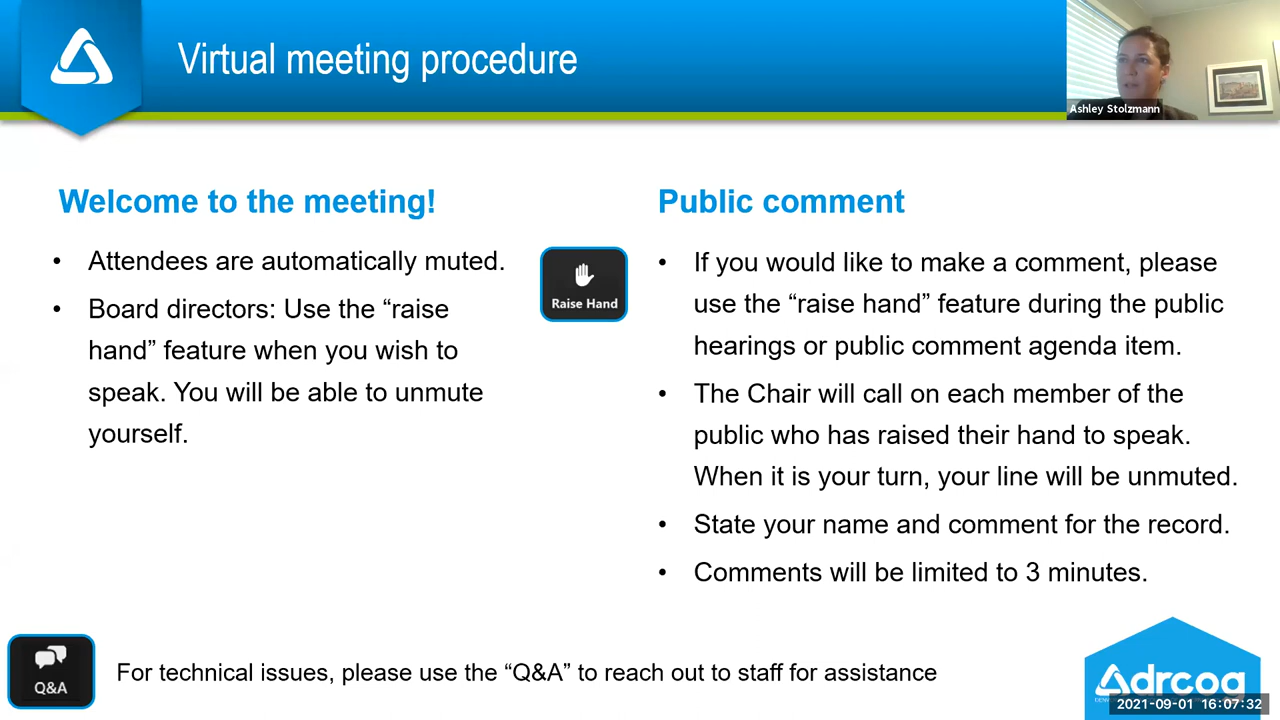 Virtual meeting procedure
Ashley Stolzmann
Welcome to the meeting!
• Attendees are automatically muted.
• Board directors: Use the “raise
hand” feature when you wish to
speak. You will be able to unmute
yourself.
Raise Hand
Public comment
• If you would like to make a comment, please
use the “raise hand” feature during the public
hearings or public comment agenda item.
• The Chair will call on each member of the
public who has raised their hand to speak.
When it is your turn, your line will be unmuted.
• State your name and comment for the record.
• Comments will be limited to 3 minutes.
Q&A
For technical issues, please use the “Q&A” to reach out to staff for assistance
drcog
2021-09-01 16:07:32